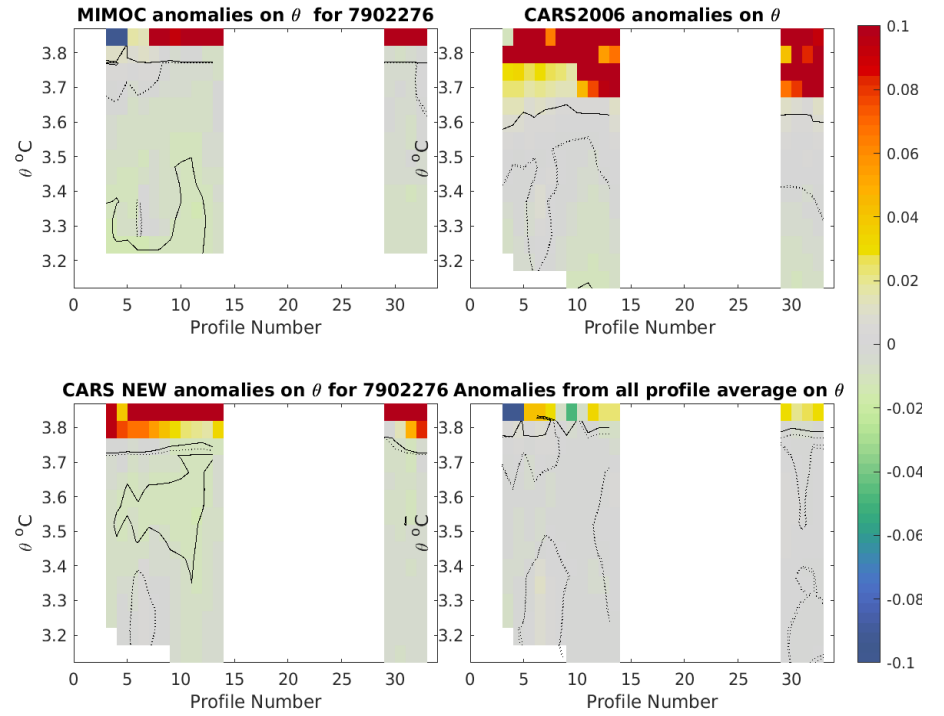 MIMOC anomalies on θ for 7902276
CARS2006 anomalies on θ
3.8
3.7
3.6
3.5
3.4
3.3
3.2
θ °C
0 5 10 15 20 25 30
Profile Number
3.8
3.7
3.6
3.5
3.4
3.3
3.2
θ °C
0 5 10 15 20 25 30
Profile Number
CARS NEW anomalies on θ for 7902276
Anomalies from all profile average on θ
3.8
3.7
3.6
3.5
3.4
3.3
3.2
θ °C
0 5 10 15 20 25 30
Profile Number
3.8
3.7
3.6
3.5
3.4
3.3
3.2
θ °C
0 5 10 15 20 25 30
Profile Number
0.1
0.08
0.06
0.04
0.02
0
-0.02
-0.04
-0.06
-0.08
-0.1